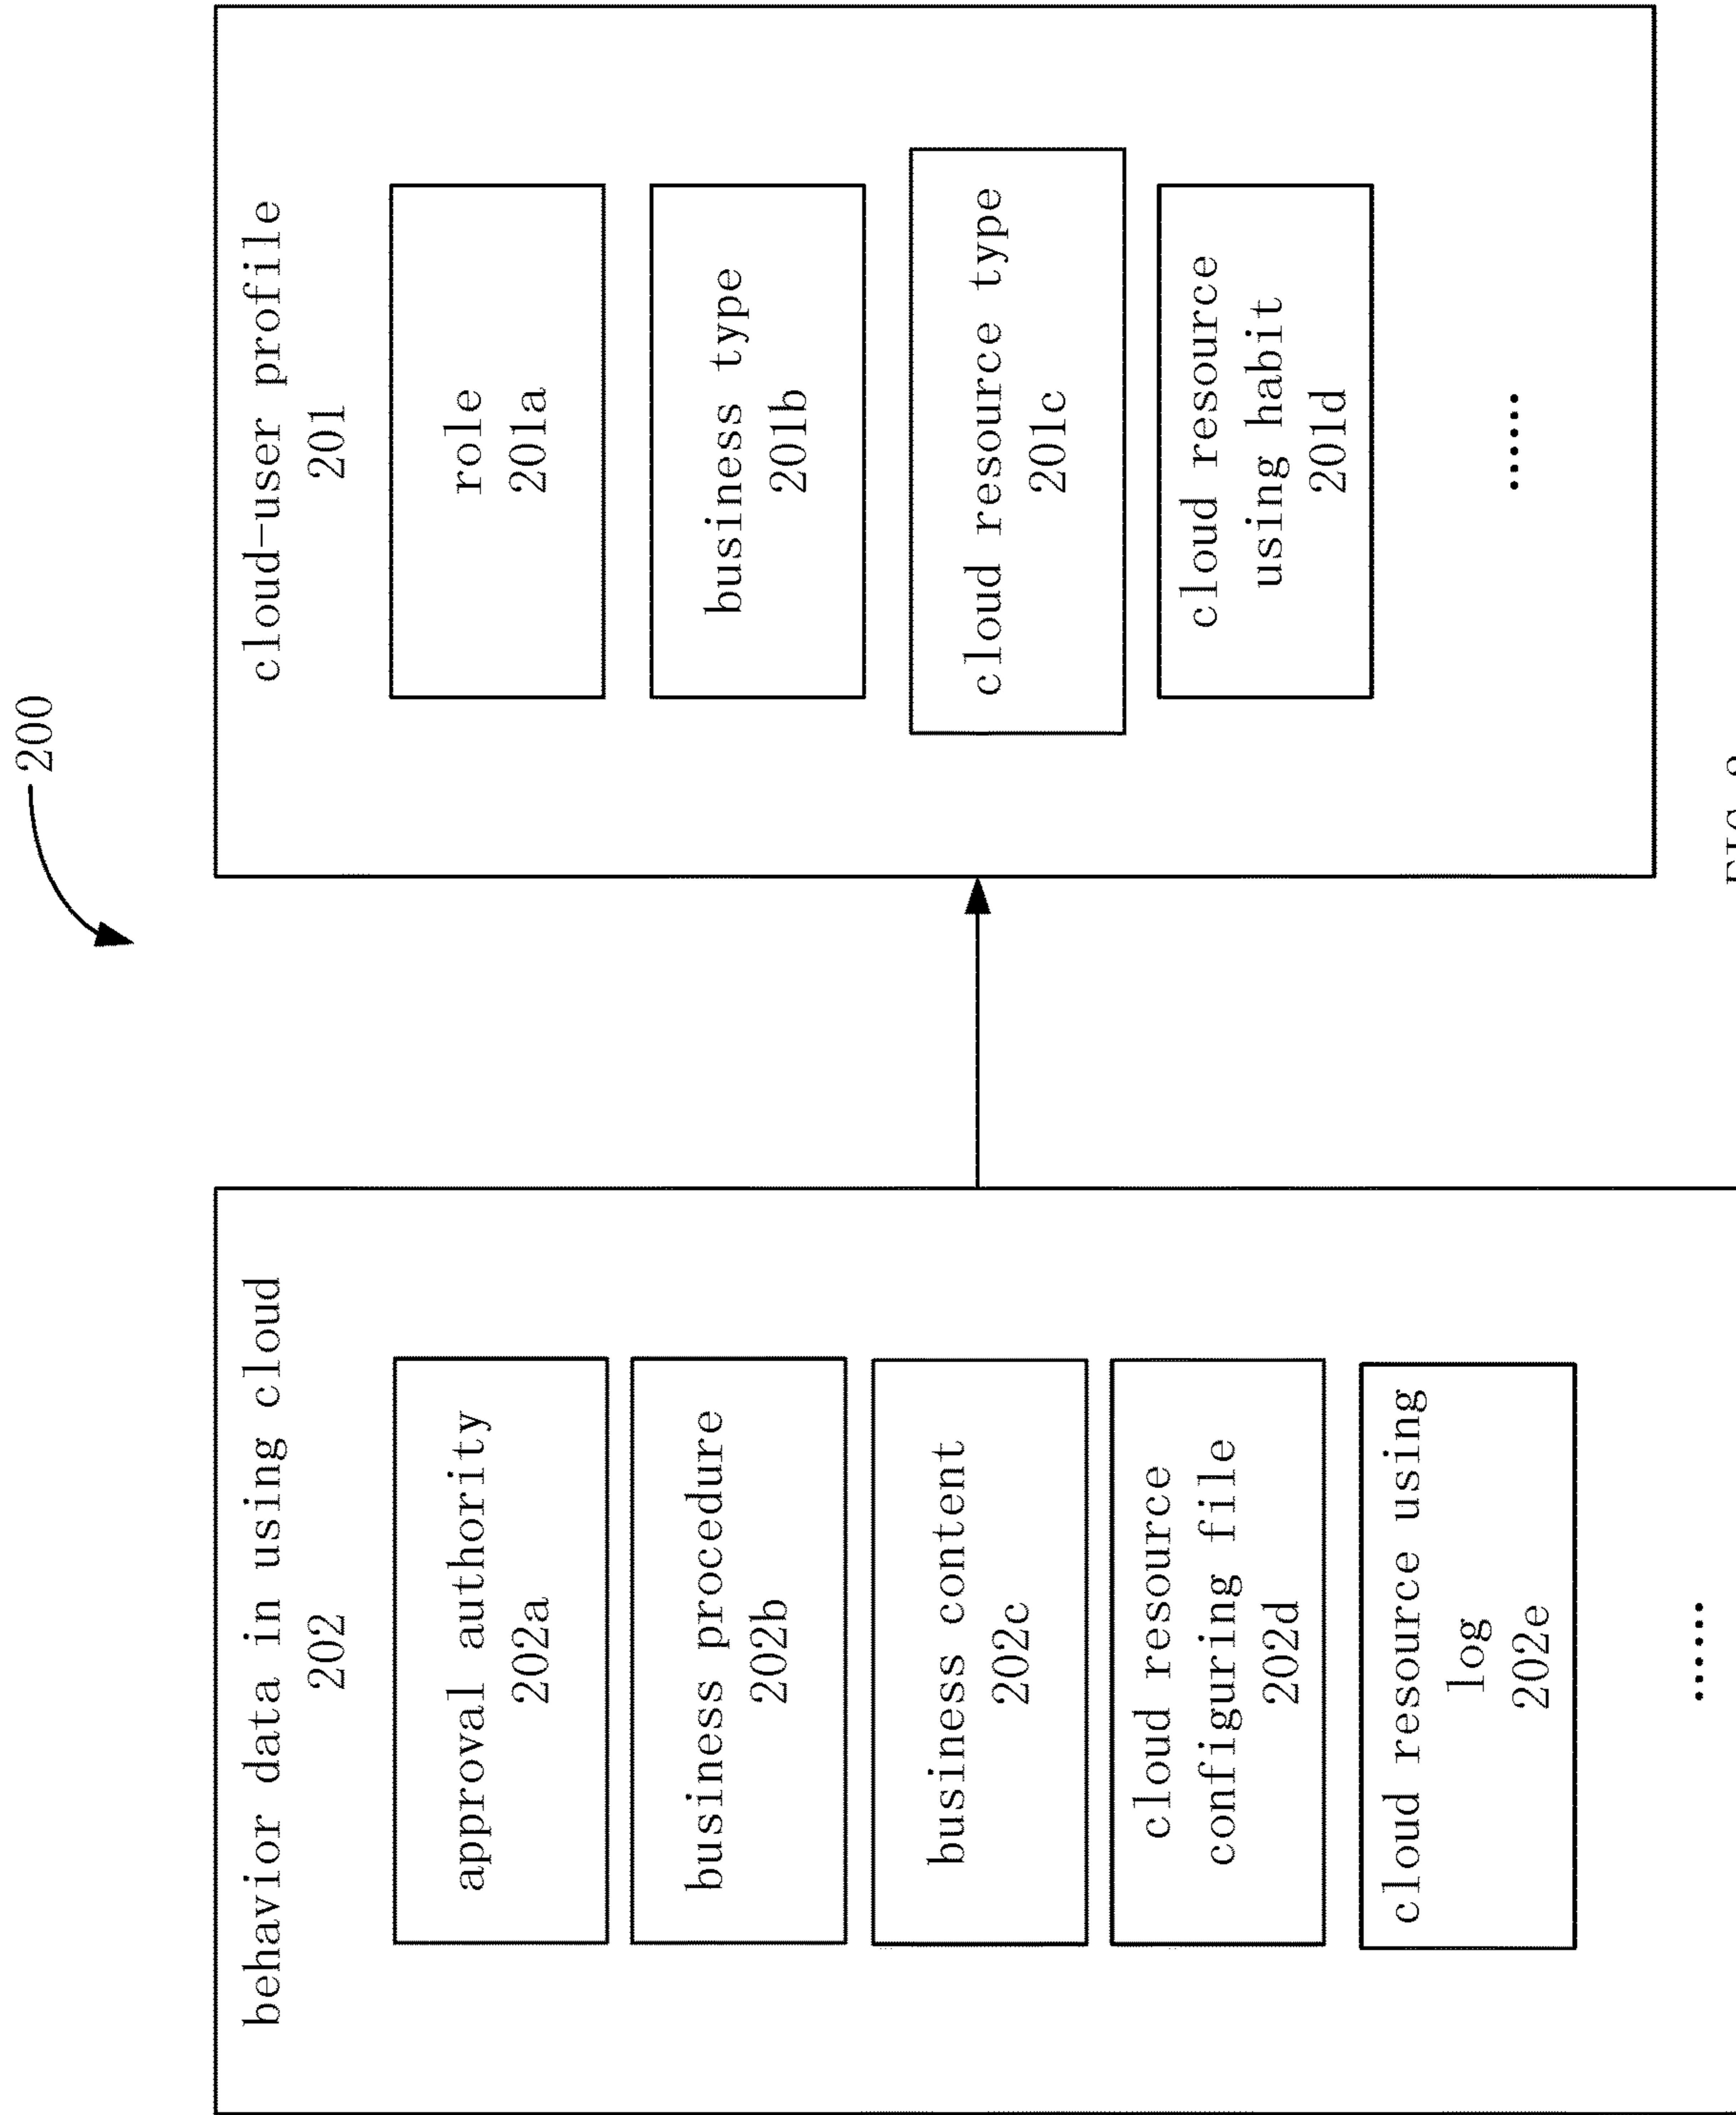 200
behavior data in using cloud
202
approval authority
202a
business procedure
202b
business content
202c
cloud resource
configuring file
202d
cloud resource using
log
202e
......
cloud-user profile
201
role
201a
business type
201b
cloud resource type
201c
cloud resource
using habit
201d
......